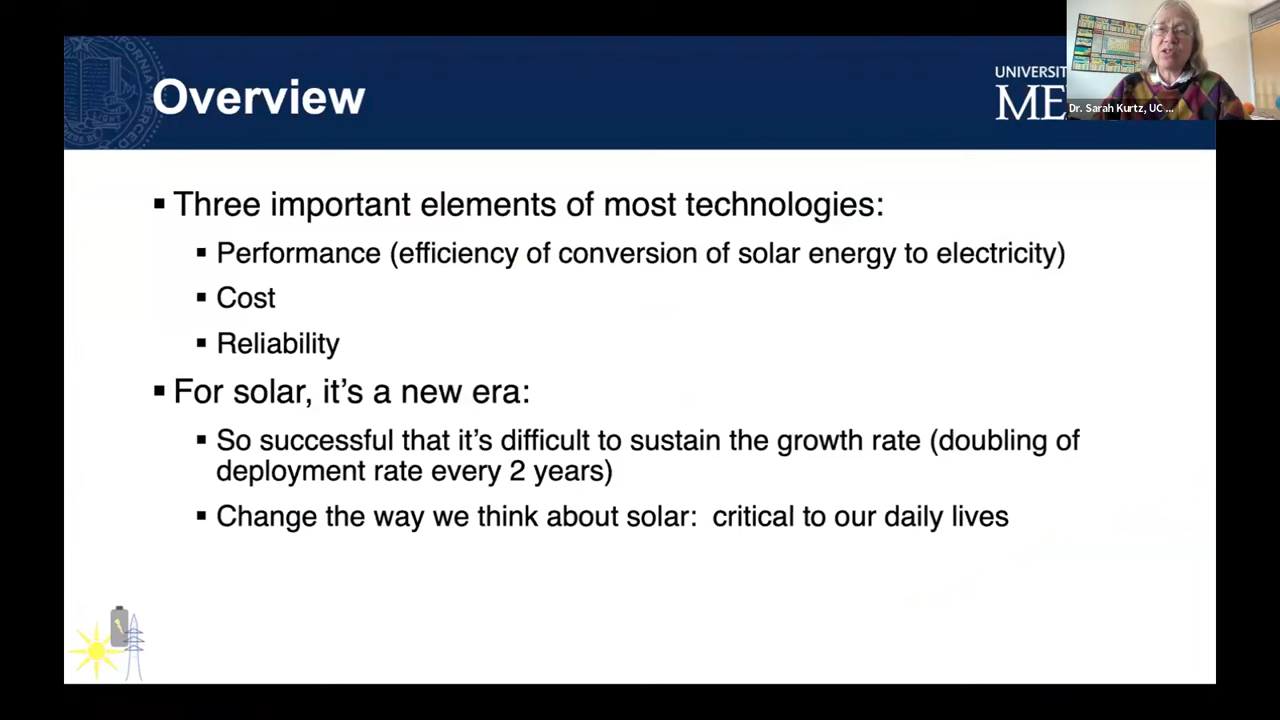 Overview
UNIVERSIT
ME
Dr. Sarah Kurtz, UC ...
▪ Three important elements of most technologies:
▪ Performance (efficiency of conversion of solar energy to electricity)
▪ Cost
▪ Reliability
▪ For solar, it's a new era:
▪ So successful that it's difficult to sustain the growth rate (doubling of
deployment rate every 2 years)
▪ Change the way we think about solar:  critical to our daily lives